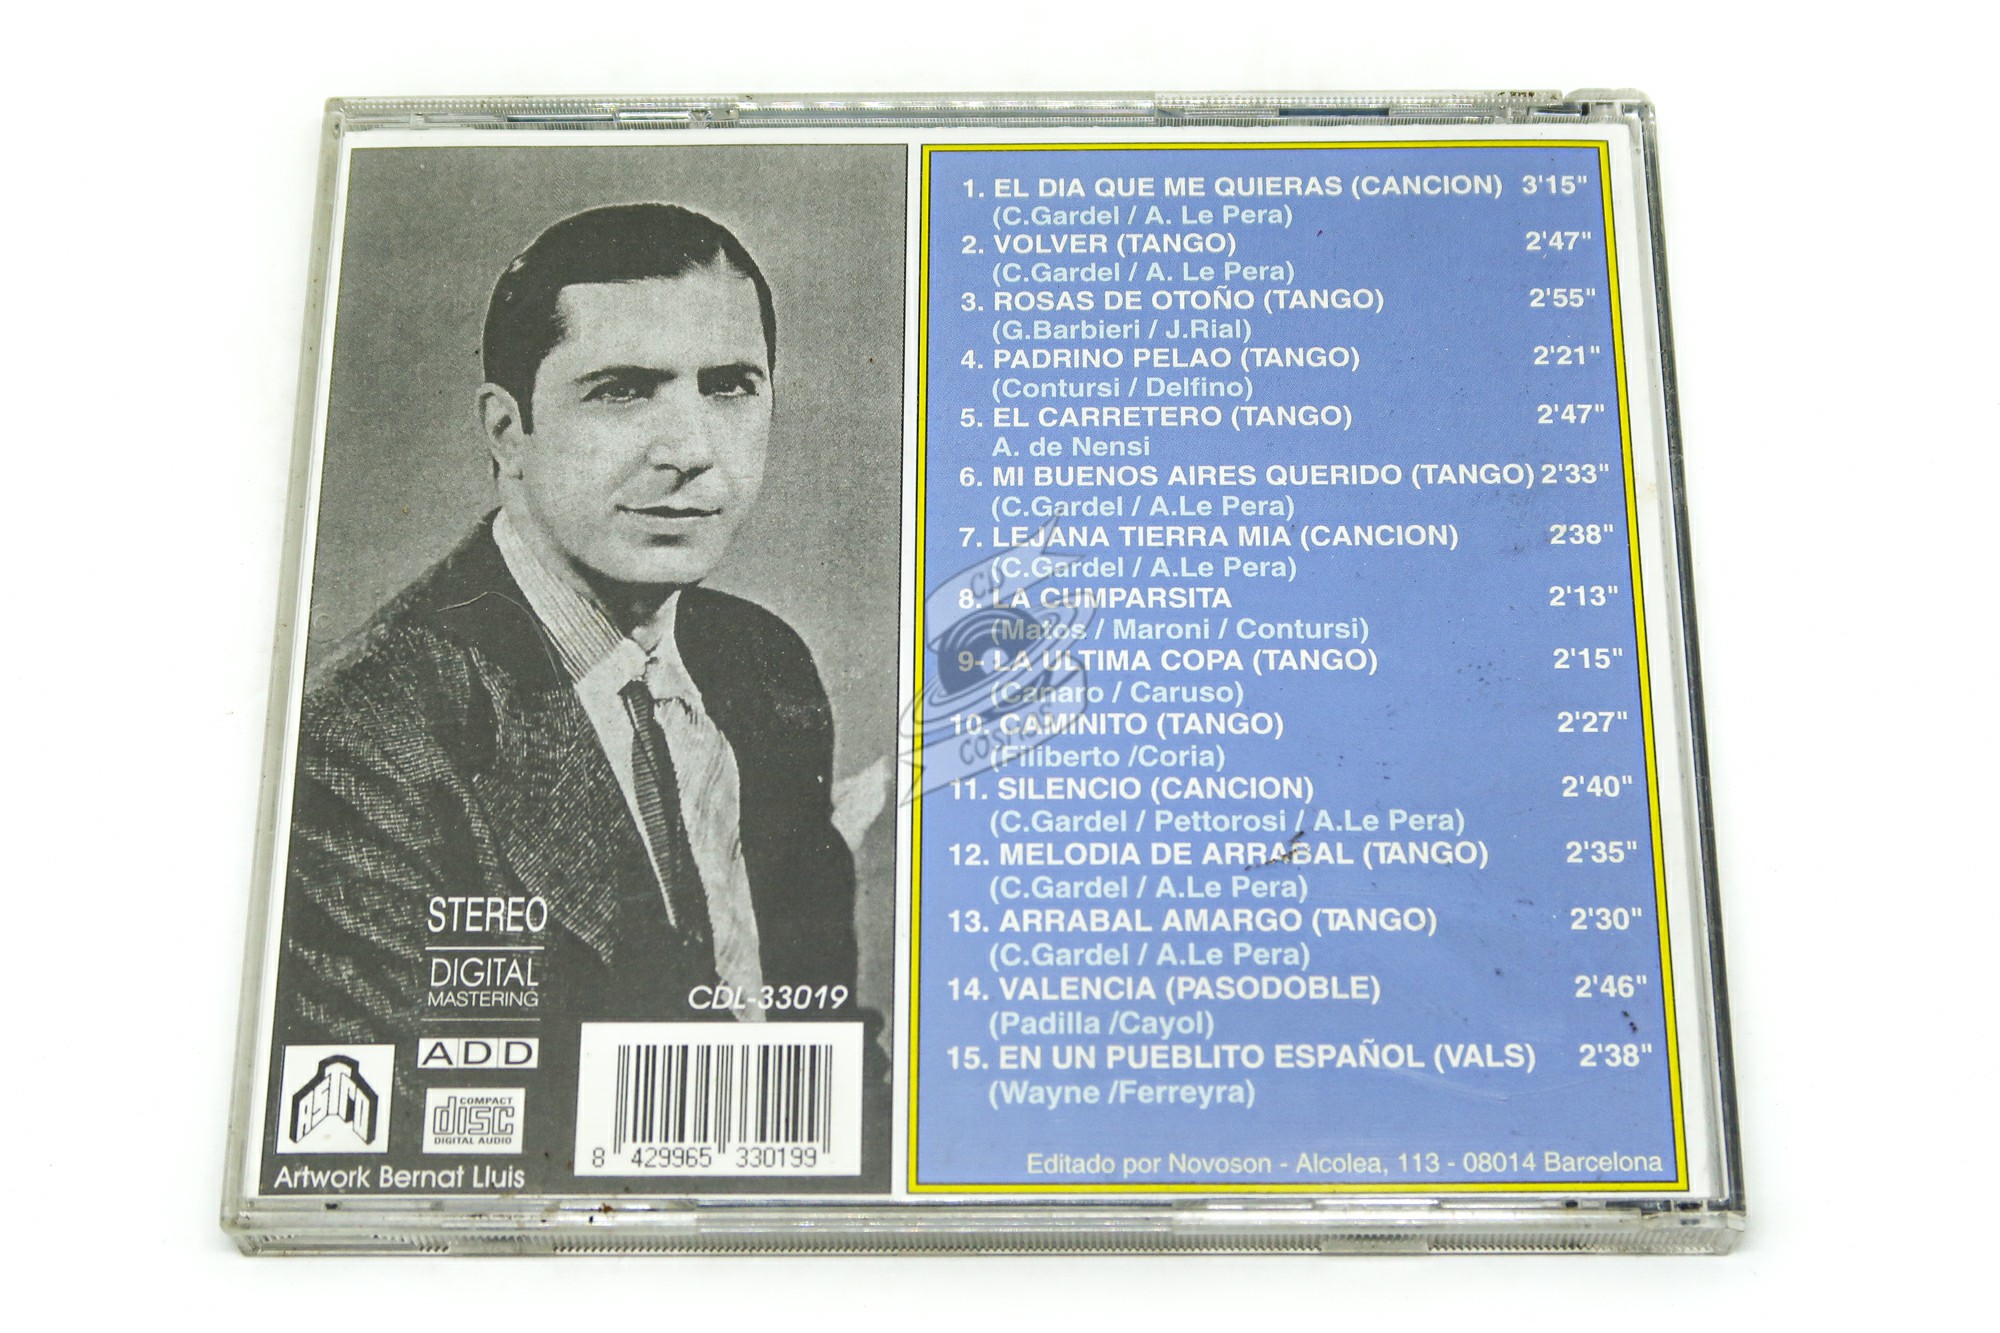 1. EL DIA QUE ME QUIERAS (CANCION) 3'15"
(C.Gardel / A. Le Pera)
2. VOLVER (TANGO) 2'47"
(C.Gardel / A. Le Pera)
3. ROSAS DE OTOÑO (TANGO) 2'55"
(G.Barbieri / J.Rial)
4. PADRINO PELAO (TANGO) 2'21"
(Contursi / Delfino)
5. EL CARRETERO (TANGO) 2'47"
A. de Nensi
6. MI BUENOS AIRES QUERIDO (TANGO) 2'33"
(C.Gardel / A.Le Pera)
7. LEJANA TIERRA MIA (CANCION) 2'38"
(C.Gardel / A.Le Pera)
8. LA CUMPARSITA 2'13"
(Matos / Maroni / Contursi)
9- LA ULTIMA COPA (TANGO) 2'15"
(Canaro / Caruso)
10. CAMINITO (TANGO) 2'27"
(Filiberto /Coria)
11. SILENCIO (CANCION) 2'40"
(C.Gardel / Pettorosi / A.Le Pera)
12. MELODIA DE ARRABAL (TANGO) 2'35"
(C.Gardel / A.Le Pera)
13. ARRABAL AMARGO (TANGO) 2'30"
(C.Gardel / A.Le Pera)
14. VALENCIA (PASODOBLE) 2'46"
(Padilla /Cayol)
15. EN UN PUEBLITO ESPAÑOL (VALS) 2'38"
(Wayne /Ferreyra)
Editado por Novoson - Alcolea, 113 - 08014 Barcelona
STEREO
DIGITAL
MASTERING
ADD
COMPACT
disc
DIGITAL AUDIO
CDL-33019
8 429965 330199
ASTRO
Artwork Bernat Lluis
CD
COSMOS